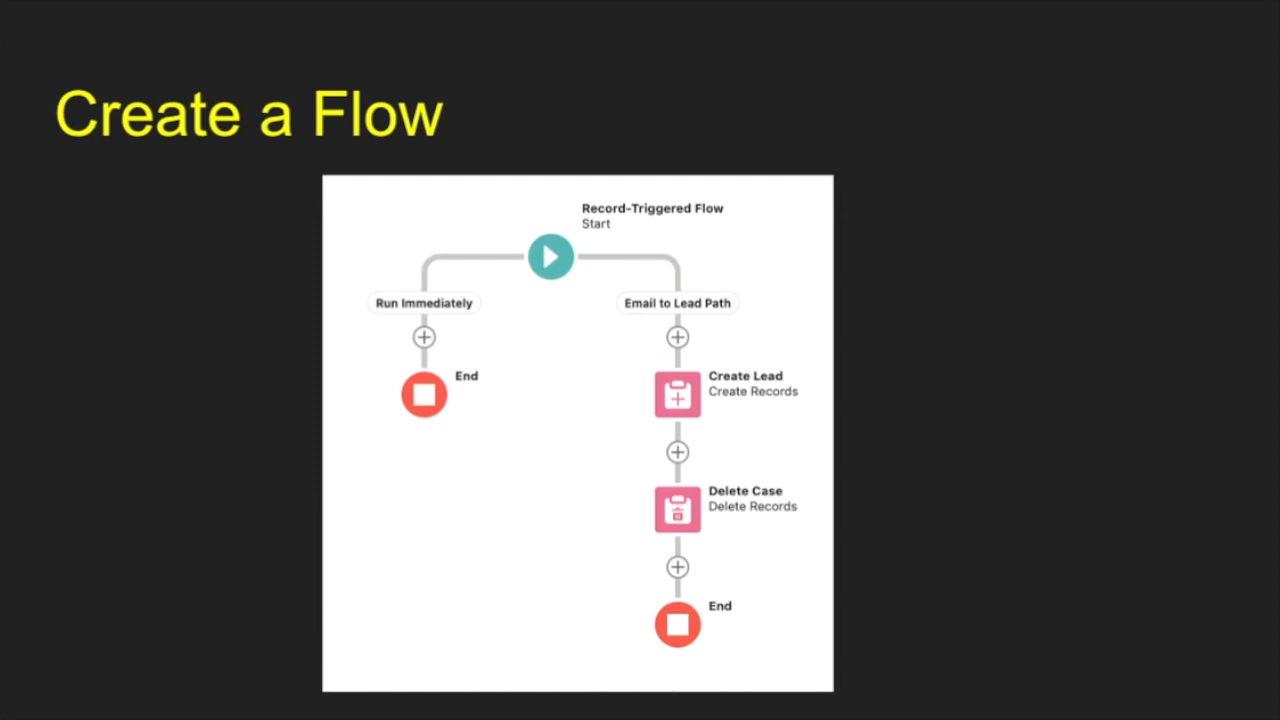 Create a Flow
Record-Triggered Flow
Start
Run Immediately
Email to Lead Path
End
Create Lead
Create Records
Delete Case
Delete Records
End